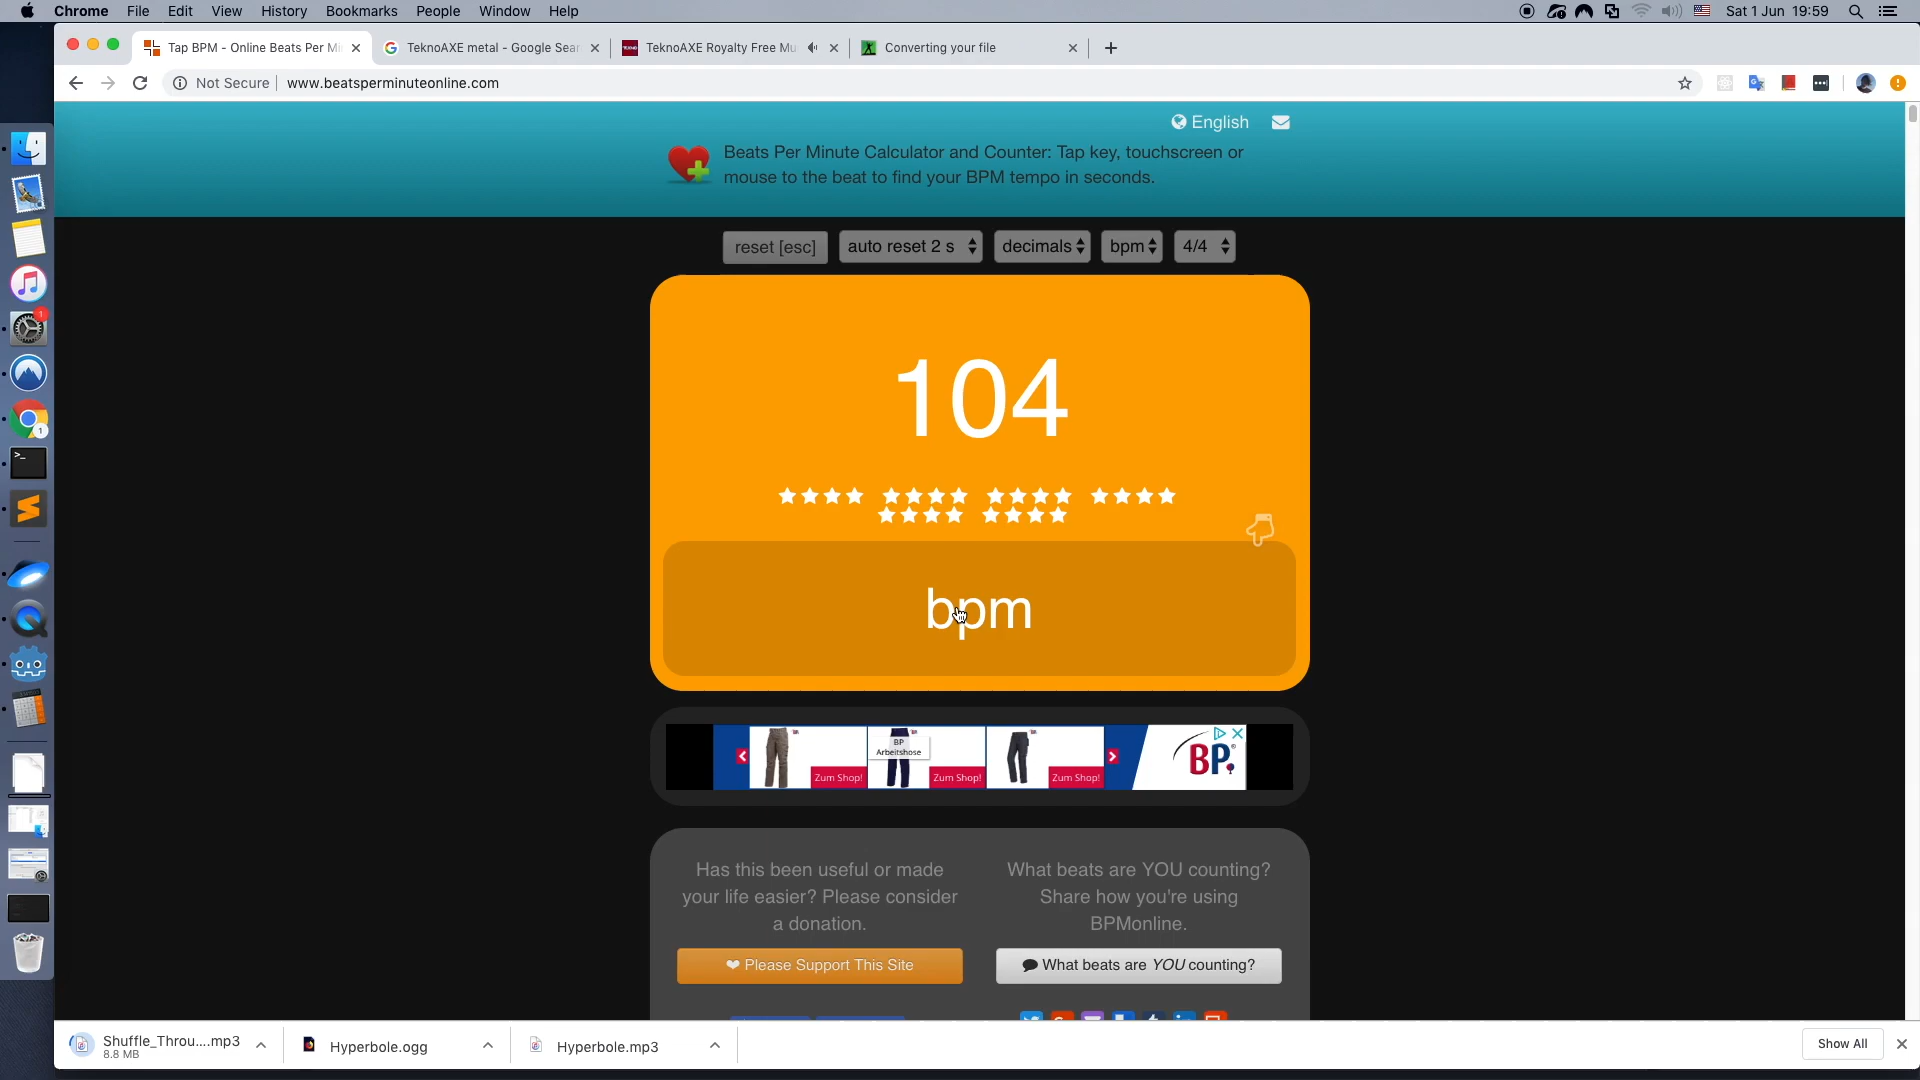 Chrome File Edit View History Bookmarks People Window Help
Sat 1 Jun 19:59
Tap BPM - Online Beats Per Mi
TeknoAXE metal - Google Sear
TeknoAXE Royalty Free Mu
Converting your file
Not Secure www.beatsperminuteonline.com
English
Beats Per Minute Calculator and Counter: Tap key, touchscreen or
mouse to the beat to find your BPM tempo in seconds.
reset [esc] auto reset 2 s decimals bpm 4/4
104
bpm
BP
Arbeitshose
Zum Shop! Zum Shop! Zum Shop!
BP
Has this been useful or made
your life easier? Please consider
a donation.
Please Support This Site
What beats are YOU counting?
Share how you're using
BPMonline.
What beats are YOU counting?
Shuffle_Throu....mp3
8.8 MB
Hyperbole.ogg
Hyperbole.mp3
Show All